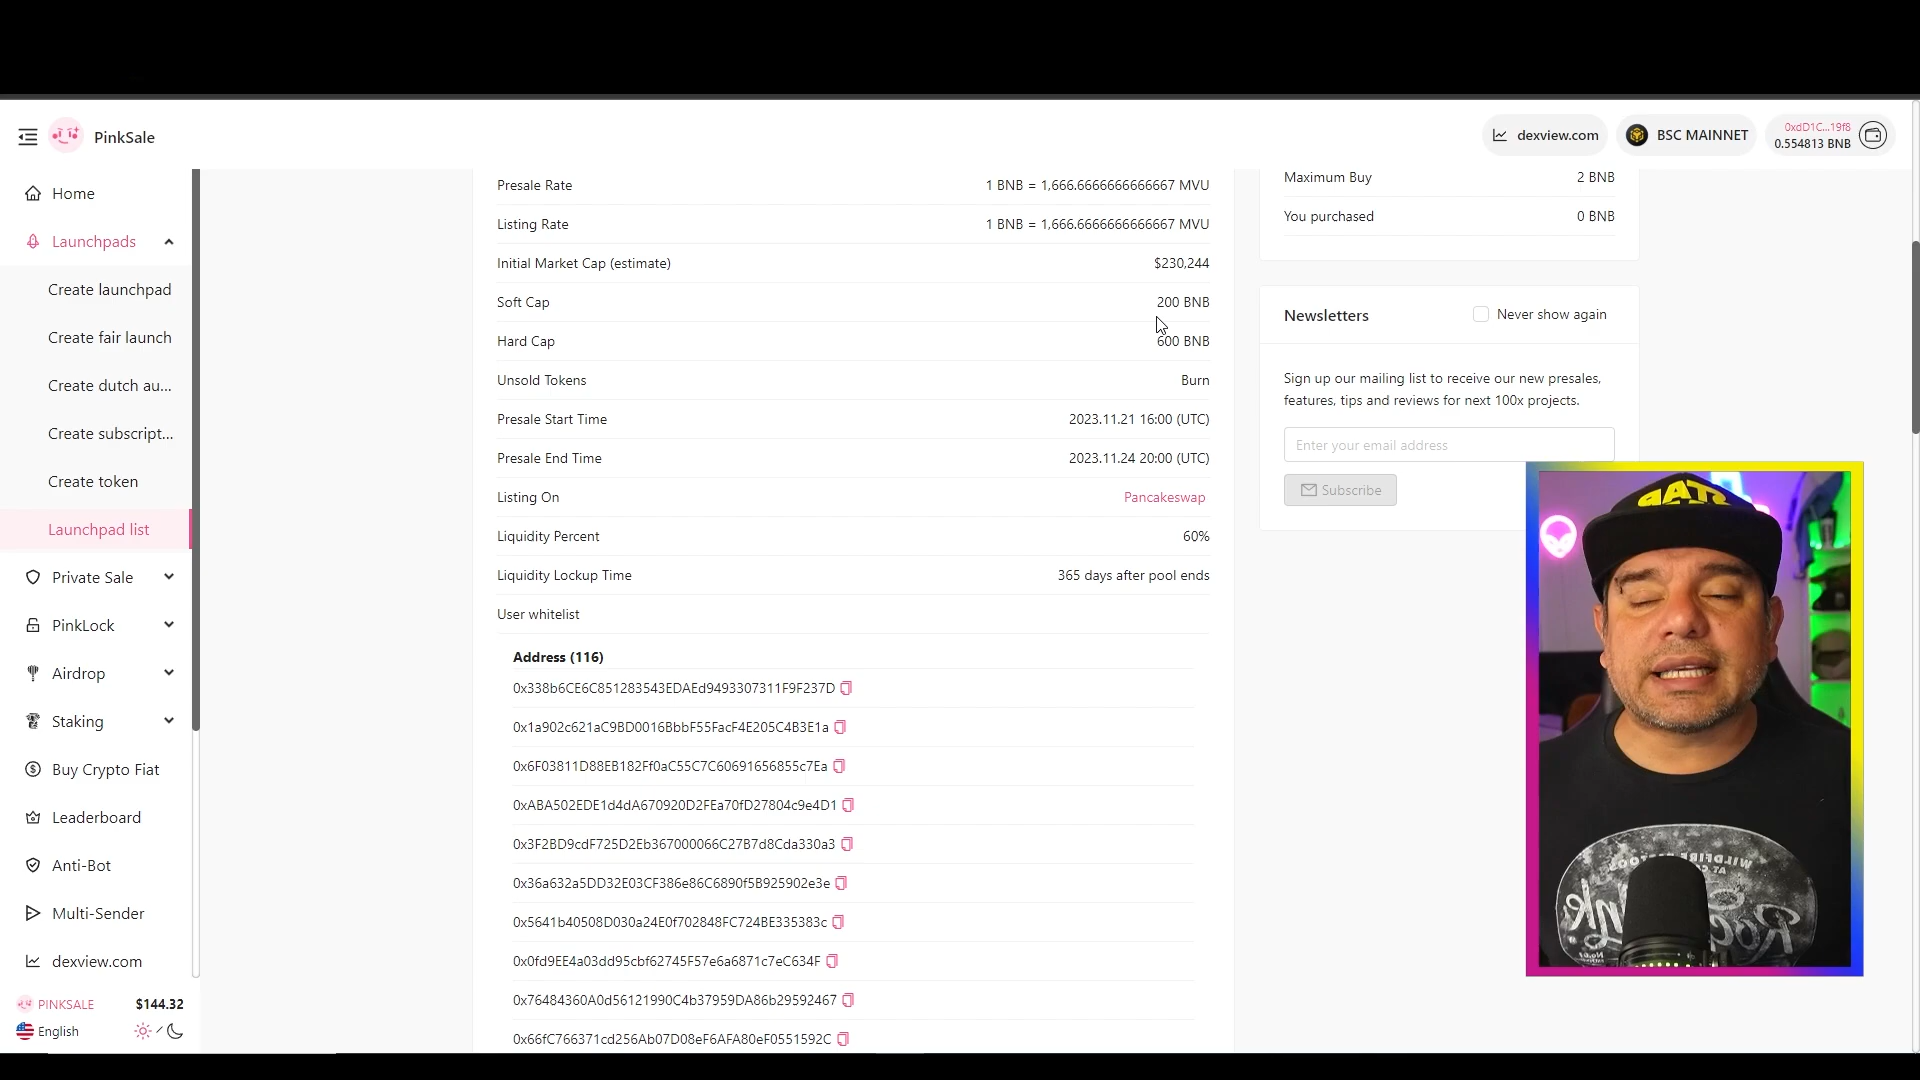 PinkSale
dexview.com
BSC MAINNET
0xdD1C...19f8
0.554813 BNB
Home
Launchpads
Create launchpad
Create fair launch
Create dutch au...
Create subscript...
Create token
Launchpad list
Private Sale
PinkLock
Airdrop
Staking
Buy Crypto Fiat
Leaderboard
Anti-Bot
Multi-Sender
dexview.com
PINKSALE $144.32
English
Presale Rate 1 BNB = 1,666.6666666666667 MVU
Listing Rate 1 BNB = 1,666.6666666666667 MVU
Initial Market Cap (estimate) $230,244
Soft Cap 200 BNB
Hard Cap 600 BNB
Unsold Tokens Burn
Presale Start Time 2023.11.21 16:00 (UTC)
Presale End Time 2023.11.24 20:00 (UTC)
Listing On Pancakeswap
Liquidity Percent 60%
Liquidity Lockup Time 365 days after pool ends
User whitelist
Address (116)
0x338b6CE6C851283543EDAEd9493307311F9F237D
0x1a902c621aC9BD0016BbbF55FacF4E205C4B3E1a
0x6F03811D88EB182Ff0aC55C7C60691656855c7Ea
0xABA502EDE1d4dA670920D2FEa70fD27804c9e4D1
0x3F2BD9cdF725D2Eb367000066C27B7d8Cda330a3
0x36a632a5DD32E03CF386e86C6890f5B925902e3e
0x5641b40508D030a24E0f702848FC724BE335383c
0x0fd9EE4a03dd95cbf62745F57e6a6871c7eC634F
0x76484360A0d56121990C4b37959DA86b29592467
0x66fC766371cd256Ab07D08eF6AFA80eF0551592C
Maximum Buy 2 BNB
You purchased 0 BNB
Newsletters
Never show again
Sign up our mailing list to receive our new presales,
features, tips and reviews for next 100x projects.
Enter your email address
Subscribe